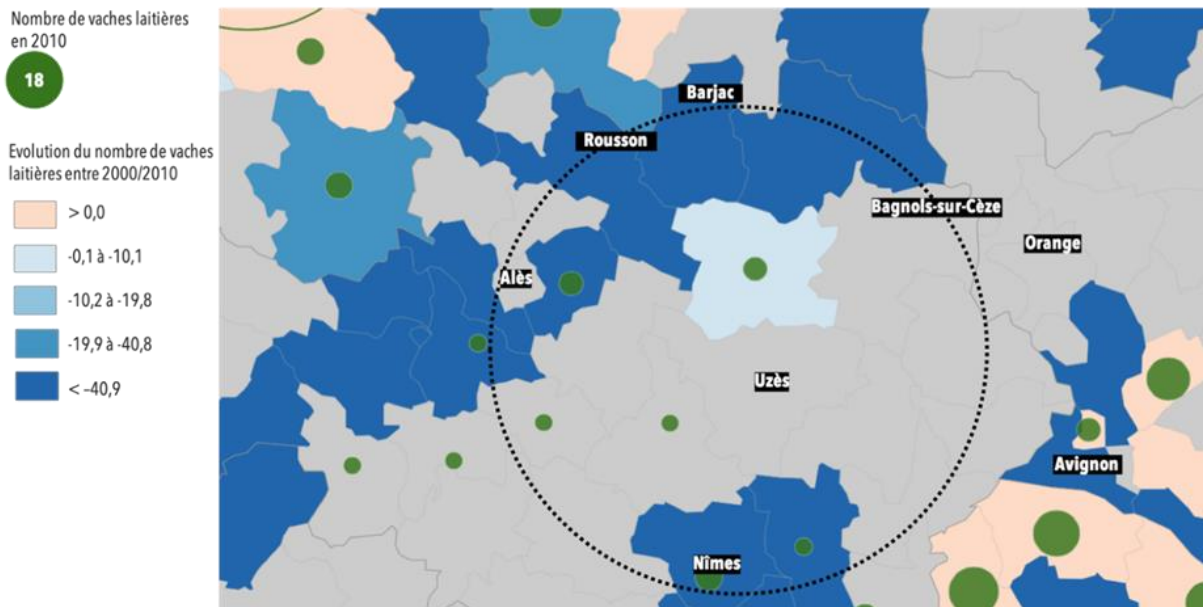 Nombre de vaches laitières
en 2010
18
Evolution du nombre de vaches
laitières entre 2000/2010
> 0,0
-0,1 à -10,1
-10,2 à -19,8
-19,9 à -40,8
< -40,9
Barjac
Rousson
Bagnols-sur-Cèze
Orange
Alès
Uzès
Avignon
Nîmes